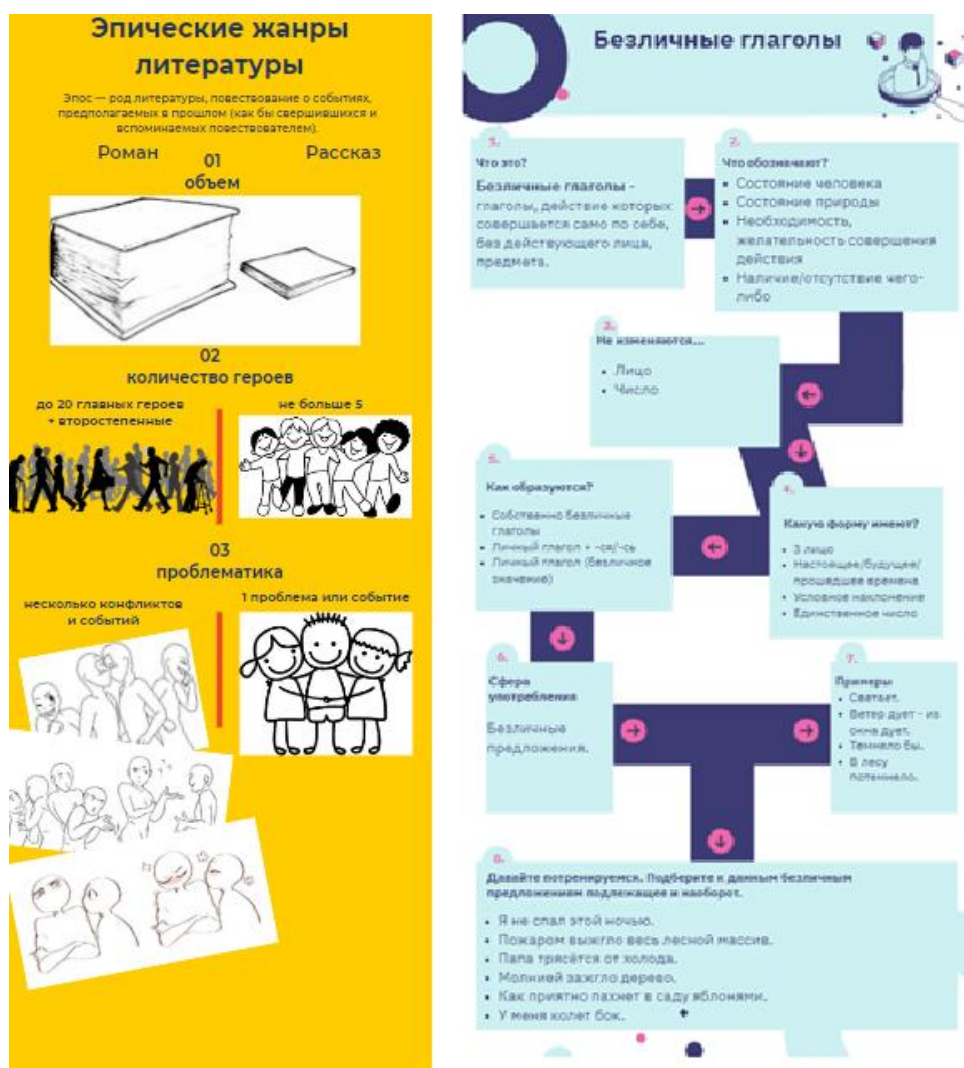 Эпические жанры
литературы
Эпос — род литературы, повествование о событиях,
предполагаемых в прошлом (как бы свершившихся и
вспоминаемых повествователем).
Роман
Рассказ
01
объем
02
количество героев
до 20 главных героев
+ второстепенные
не больше 5
03
проблематика
несколько конфликтов
и событий
1 проблема или событие
Безличные глаголы
1.
Что это?
Безличные глаголы -
глаголы, действие которых
совершается само по себе,
без действующего лица,
предмета.
2.
Что обозначают?
Состояние человека
Состояние природы
Необходимость,
желательность совершения
действия
Наличие/отсутствие чего-
либо
3.
Не изменяются...
Лицо
Число
4.
Какую форму имеют?
3 лицо
Настоящее/будущее/
прошедшее времена
Условное наклонение
Единственное число
5.
Как образуются?
Собственно безличные
глаголы
Личный глагол + -ся/-сь
Личный глагол (безличное
значение)
6.
Сфера
употребления
Безличные
предложения.
7.
Примеры
Светает.
Ветер дует - из
окна дует.
Темнело бы.
В лесу
потемнело.
8.
Давайте потренируемся. Подберите к данным безличным
предложениям подлежащее и наоборот.
Я не спал этой ночью.
Пожаром выжгло весь лесной массив.
Папа трясётся от холода.
Молнией зажгло дерево.
Как приятно пахнет в саду яблонями.
У меня колет бок.